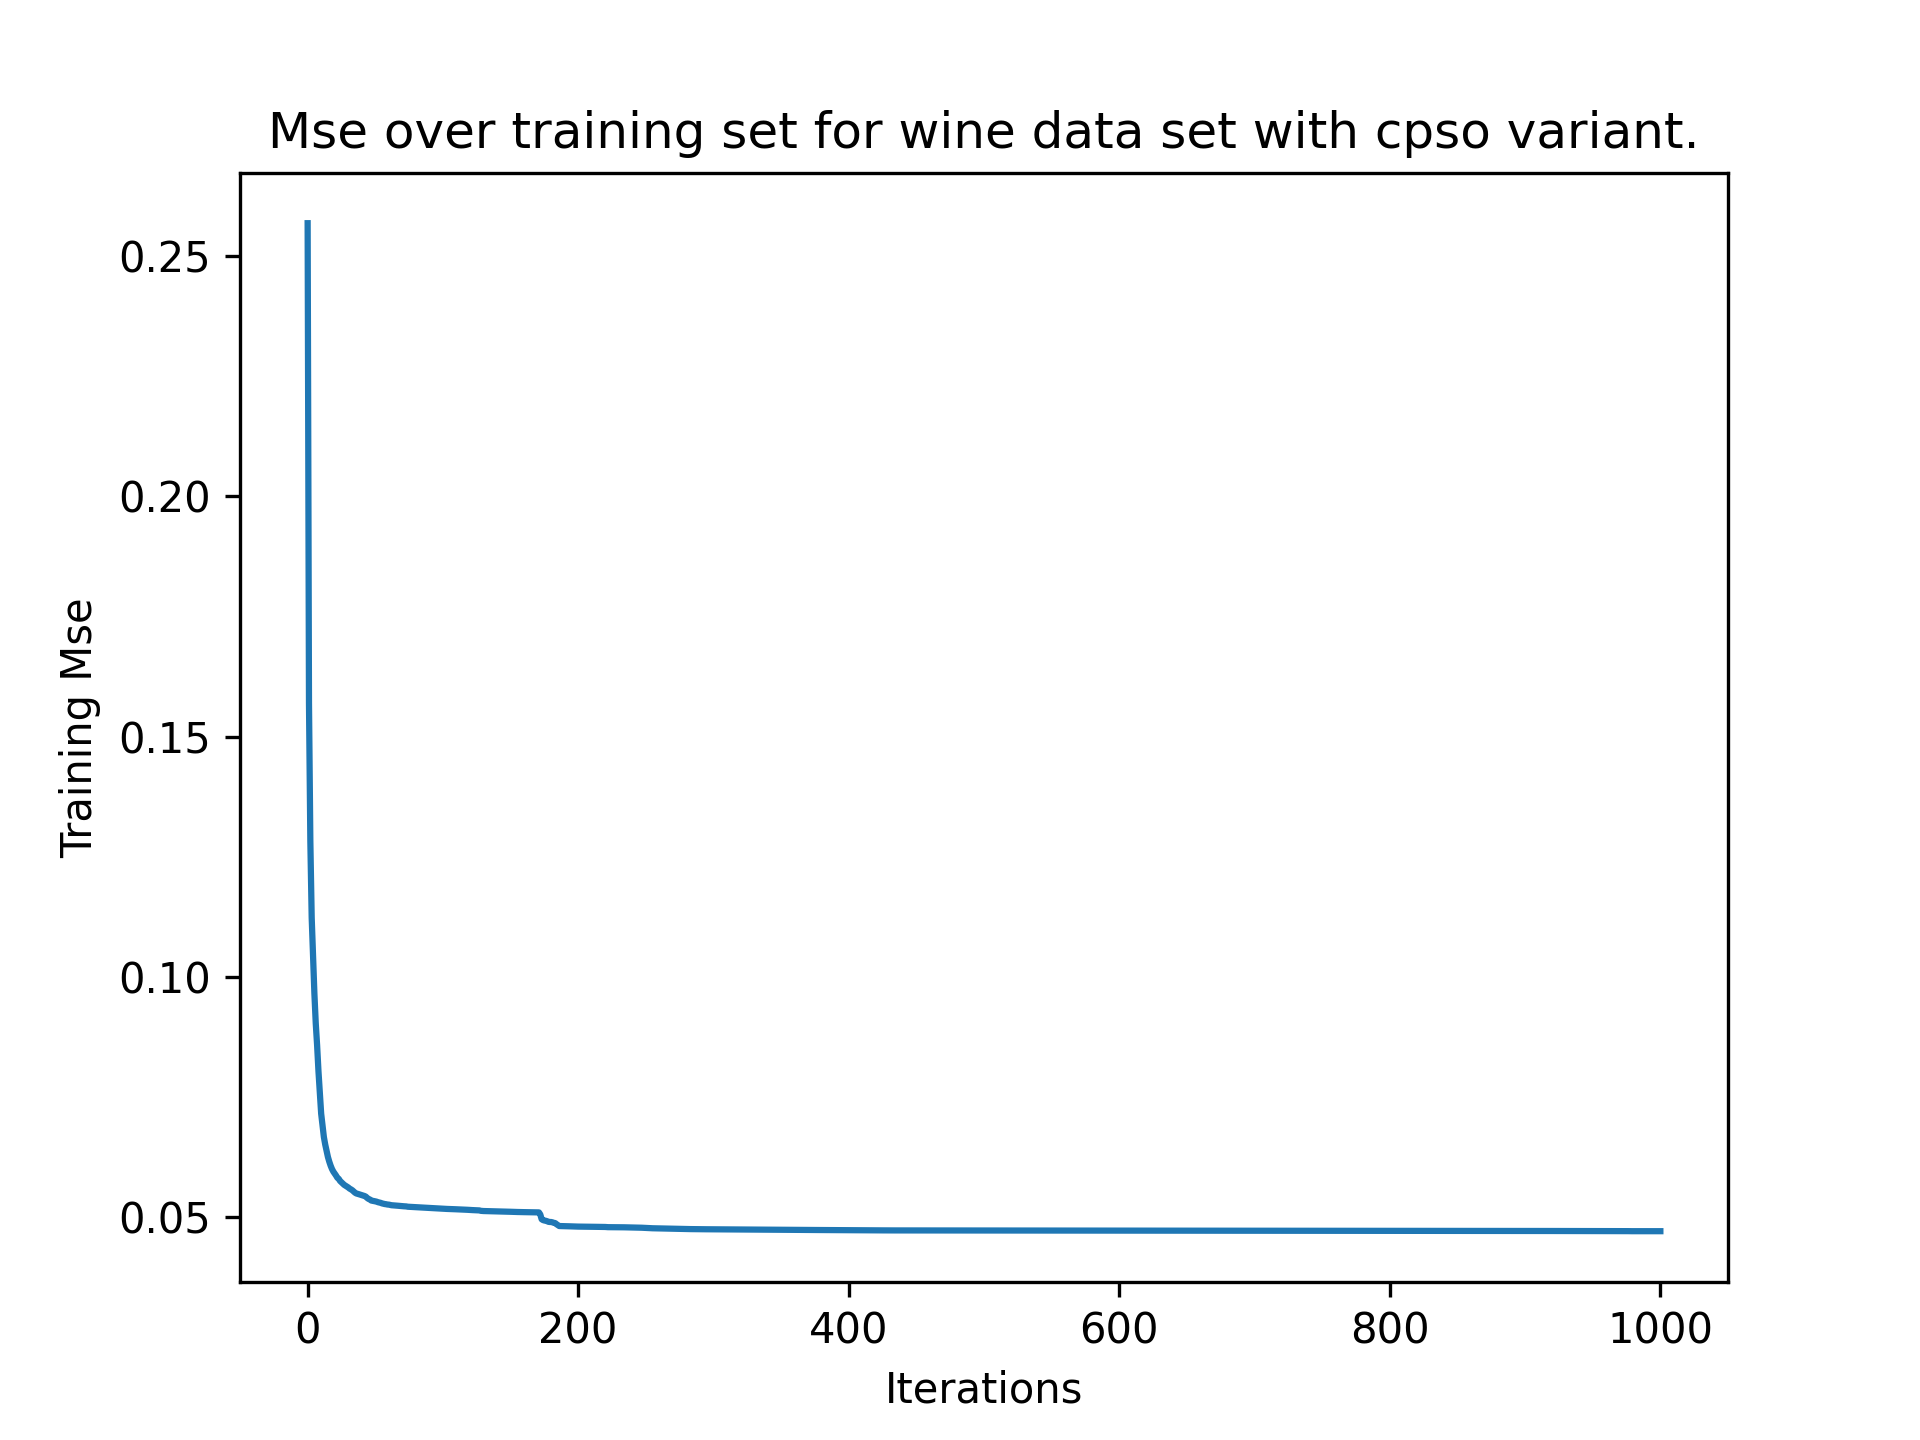 Mse over training set for wine data set with cpso variant.
0.25
0.20
0.15
0.10
0.05
Training Mse
0 200 400 600 800 1000
Iterations